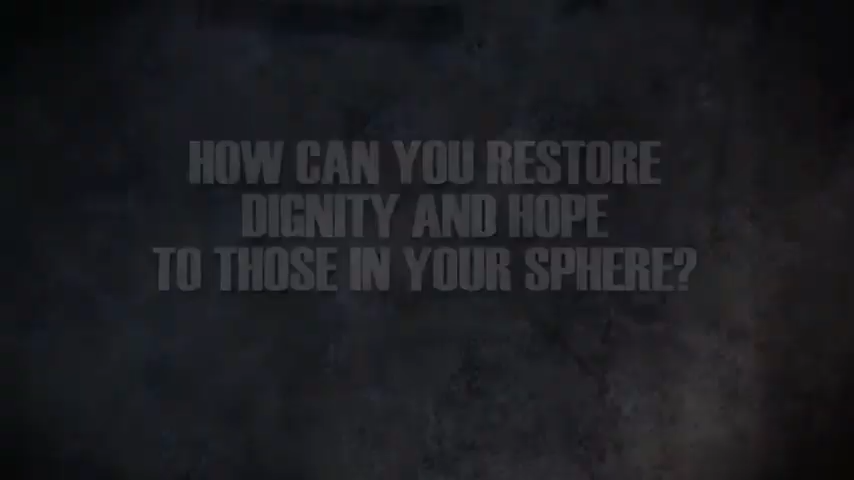 HOW CAN YOU RESTORE
DIGNITY AND HOPE
TO THOSE IN YOUR SPHERE?